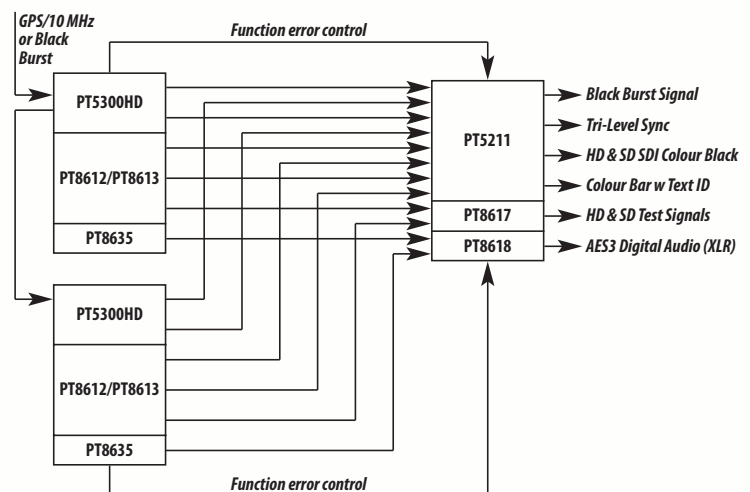 GPS/10 MHz
or Black
Burst
Function error control
PT5300HD
PT8612/PT8613
PT8635
PT5300HD
PT8612/PT8613
PT8635
PT5211
PT8617
PT8618
Black Burst Signal
Tri-Level Sync
HD & SD SDI Colour Black
Colour Bar w Text ID
HD & SD Test Signals
AES3 Digital Audio (XLR)
Function error control